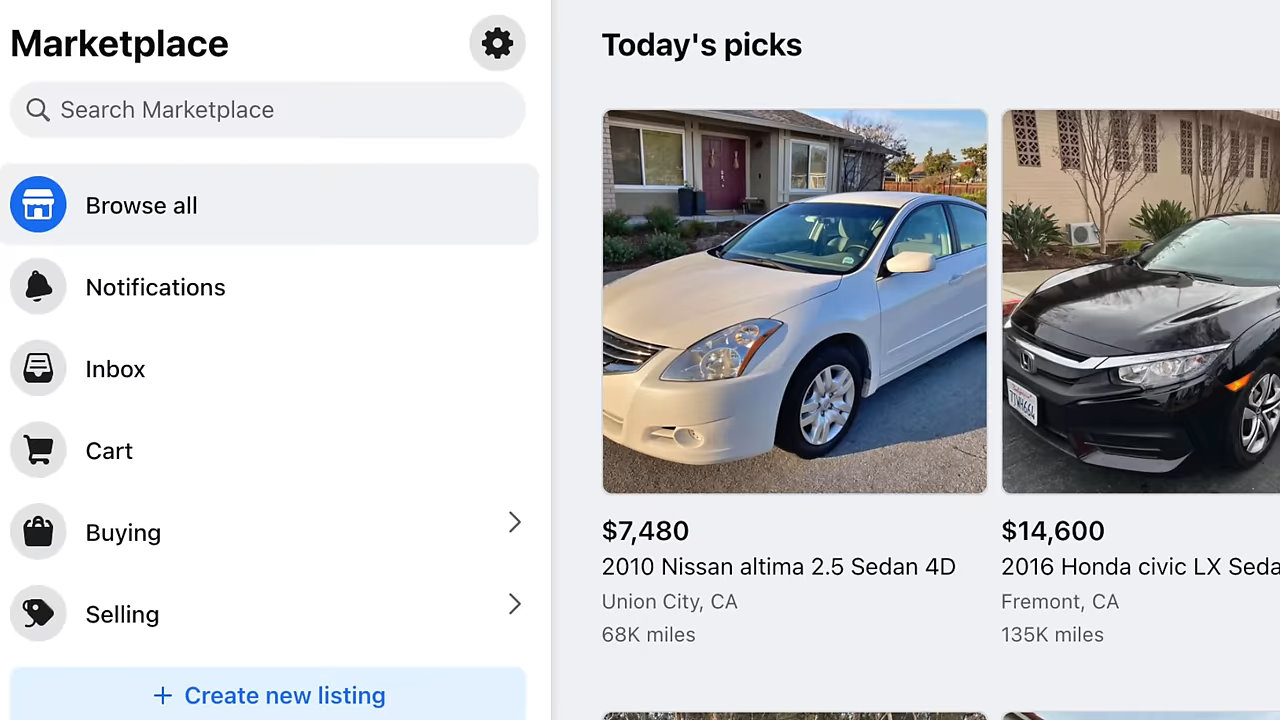 Marketplace
Search Marketplace
Browse all
Notifications
Inbox
Cart
Buying
Selling
+ Create new listing
Today's picks
$7,480
2010 Nissan altima 2.5 Sedan 4D
Union City, CA
68K miles
$14,600
2016 Honda civic LX Seda
Fremont, CA
135K miles